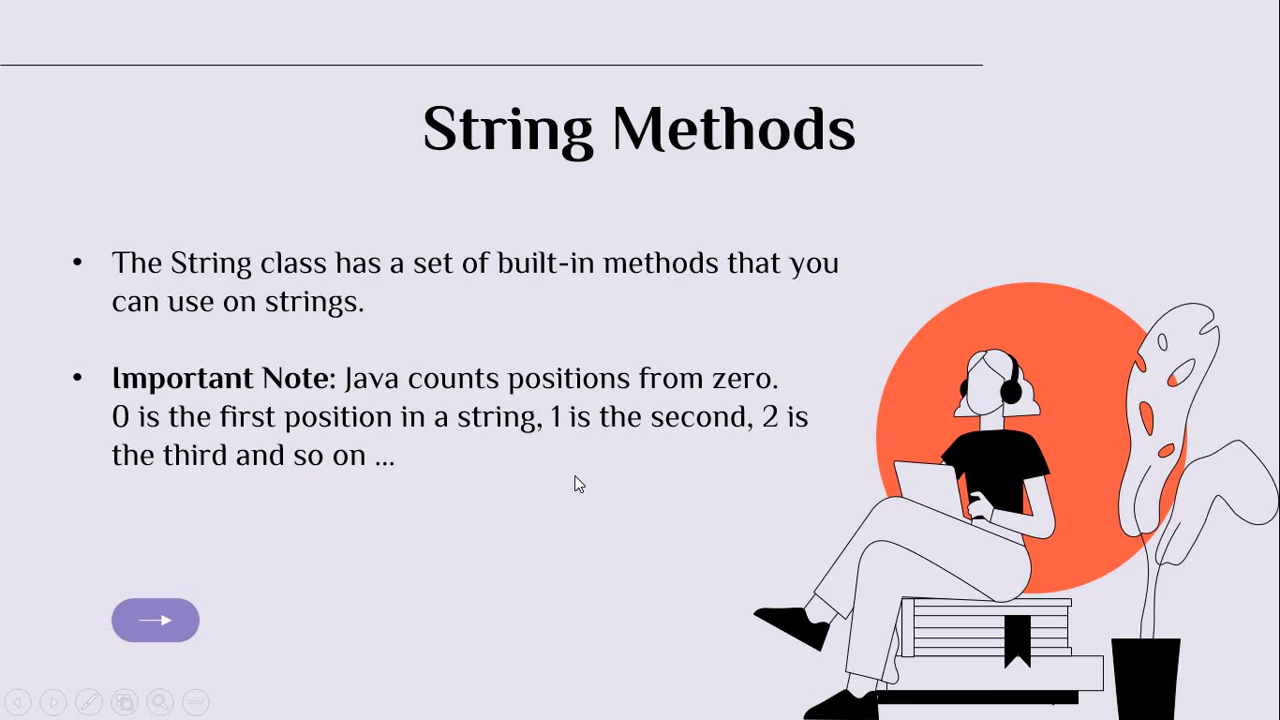 String Methods
• The String class has a set of built-in methods that you
can use on strings.
• Important Note: Java counts positions from zero.
0 is the first position in a string, 1 is the second, 2 is
the third and so on ...